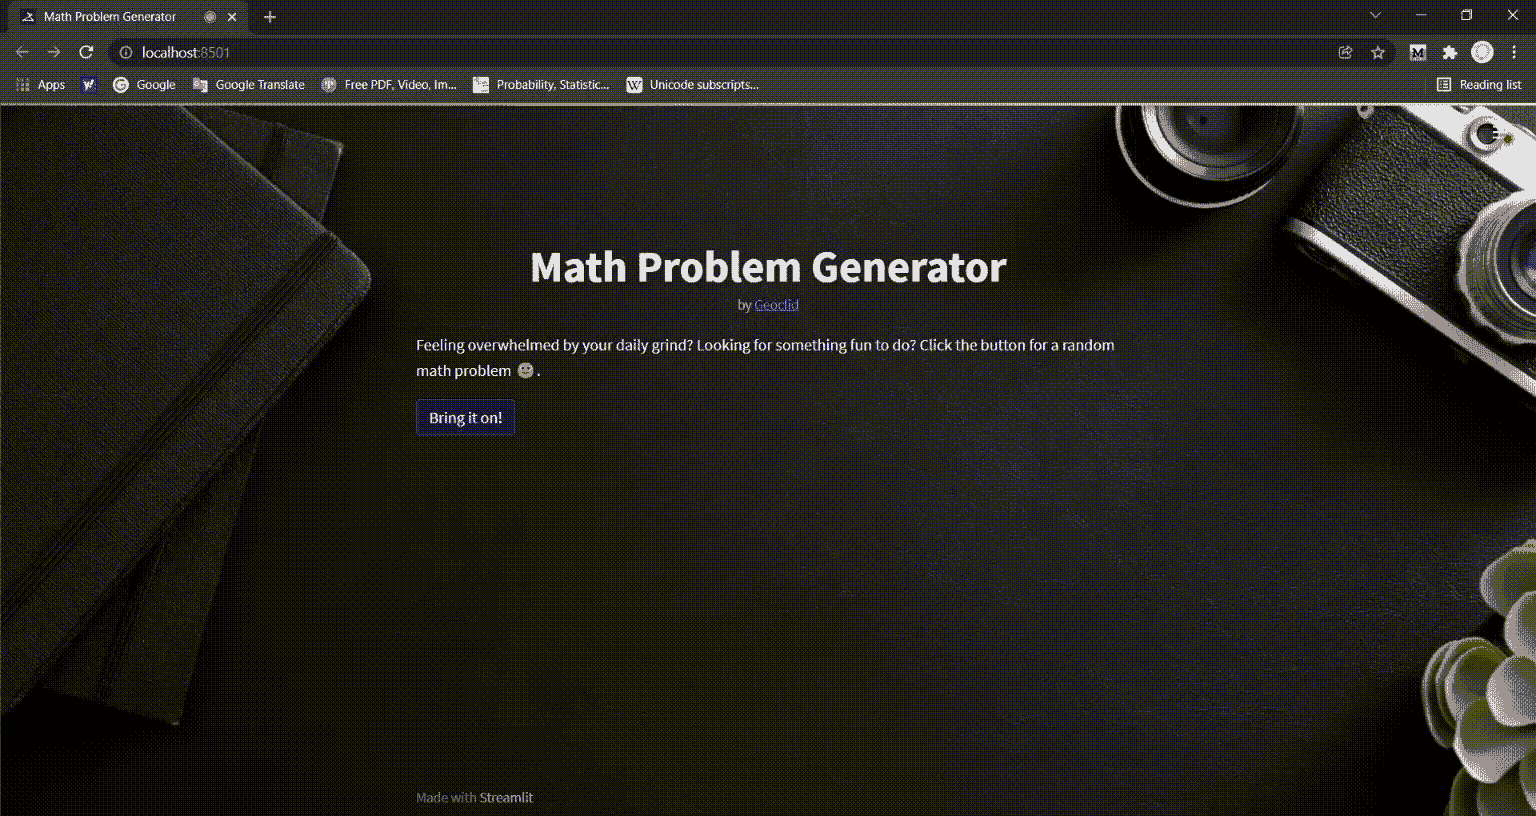 Math Problem Generator
localhost:8501
Apps
Google
Google Translate
Free PDF, Video, Im...
Probability, Statistic...
Unicode subscripts...
Reading list
Math Problem Generator
by Geoclid
Feeling overwhelmed by your daily grind? Looking for something fun to do? Click the button for a random
math problem 🙂 .
Bring it on!
Made with Streamlit